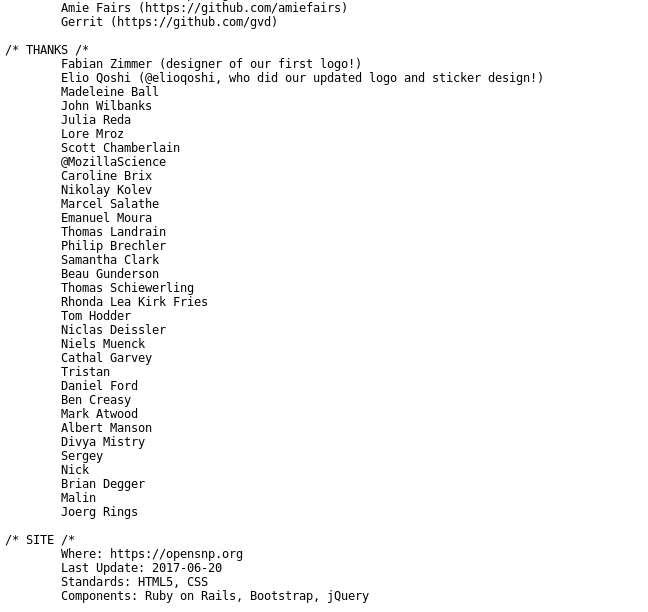 Amie Fairs (https://github.com/amiefairs)
Gerrit (https://github.com/gvd)
/* THANKS /*
Fabian Zimmer (designer of our first logo!)
Elio Qoshi (@elioqoshi, who did our updated logo and sticker design!)
Madeleine Ball
John Wilbanks
Julia Reda
Lore Mroz
Scott Chamberlain
@MozillaScience
Caroline Brix
Nikolay Kolev
Marcel Salathe
Emanuel Moura
Thomas Landrain
Philip Brechler
Samantha Clark
Beau Gunderson
Thomas Schiewerling
Rhonda Lea Kirk Fries
Tom Hodder
Niclas Deissler
Niels Muenck
Cathal Garvey
Tristan
Daniel Ford
Ben Creasy
Mark Atwood
Albert Manson
Divya Mistry
Sergey
Nick
Brian Degger
Malin
Joerg Rings
/* SITE /*
Where: https://opensnp.org
Last Update: 2017-06-20
Standards: HTML5, CSS
Components: Ruby on Rails, Bootstrap, jQuery